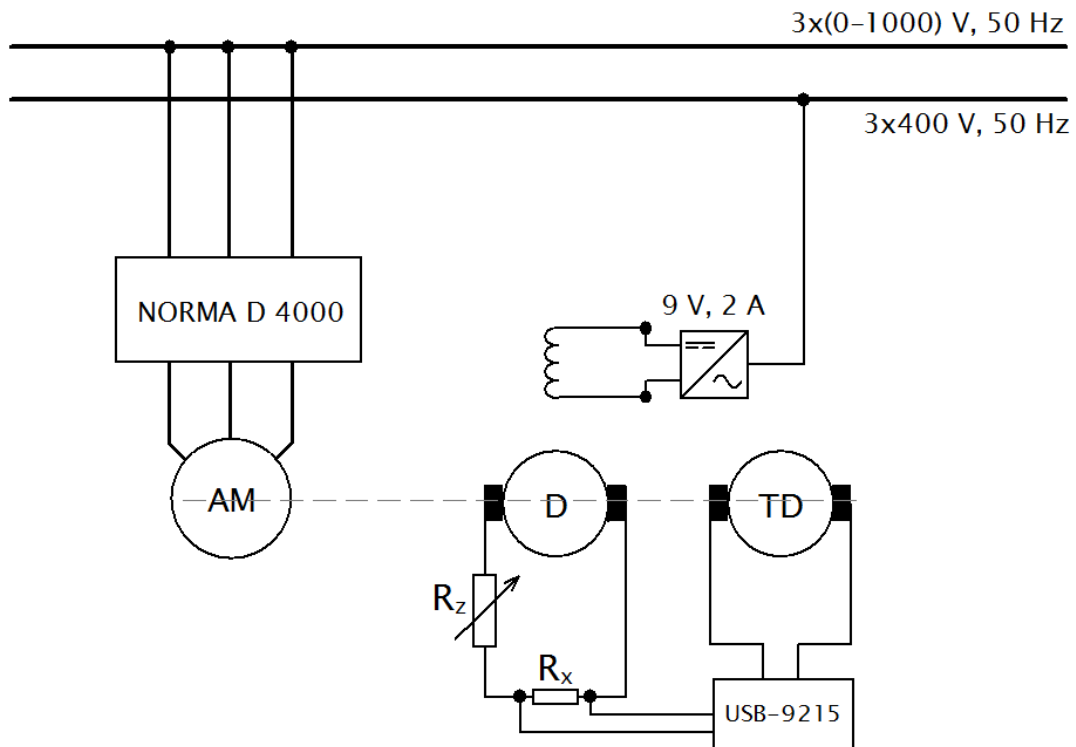 3x(0-1000) V, 50 Hz
3x400 V, 50 Hz
NORMA D 4000
9 V, 2 A
AM
D
TD
Rz
Rx
USB-9215